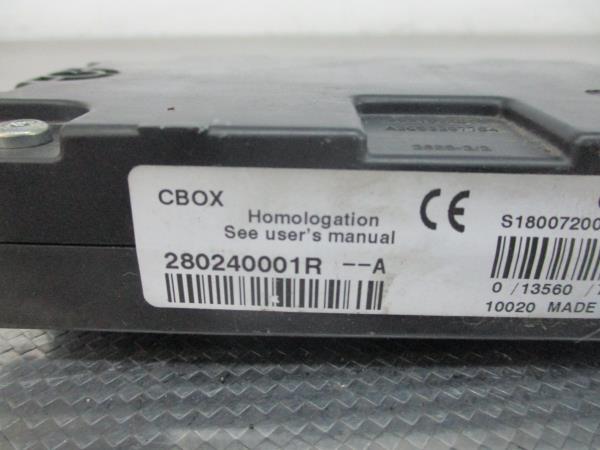 CBOX
Homologation
See user's manual
280240001R --A
CE
S18007200
0 /13560 /
10020 MADE